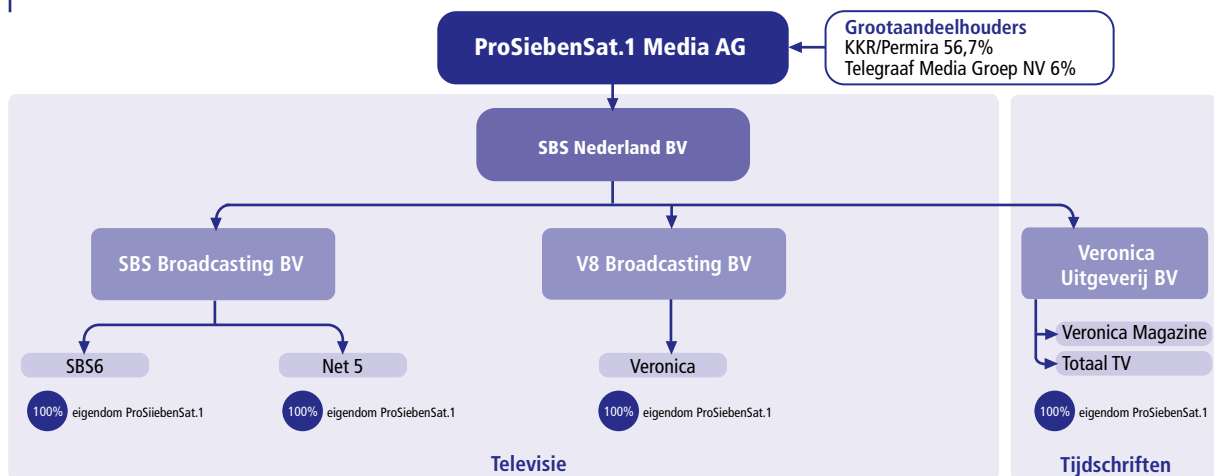 ProSiebenSat.1 Media AG
Grootaandeelhouders
KKR/Permira 56,7%
Telegraaf Media Groep NV 6%
SBS Nederland BV
SBS Broadcasting BV
V8 Broadcasting BV
Veronica
Uitgeverij BV
Veronica Magazine
Totaal TV
SBS6
Net 5
Veronica
100% eigendom ProSiiebenSat.1
100% eigendom ProSiebenSat.1
100% eigendom ProSiebenSat.1
100% eigendom ProSiebenSat.1
Televisie
Tijdschriften